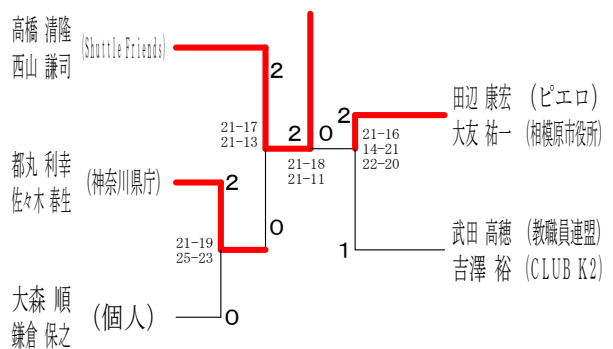 高橋 清隆
西山 謙司
(Shuttle Friends)
2
21-17
21-13
都丸 利幸
佐々木 春生
(神奈川県庁)
2
0
21-19
25-23
大森 順
鎌倉 保之
(個人)
0
2
0
21-18
21-11
2
21-16
14-21
22-20
田辺 康宏 (ピエロ)
大友 祐一 (相模原市役所)
1
武田 高穂 (教職員連盟)
吉澤 裕 (CLUB K2)